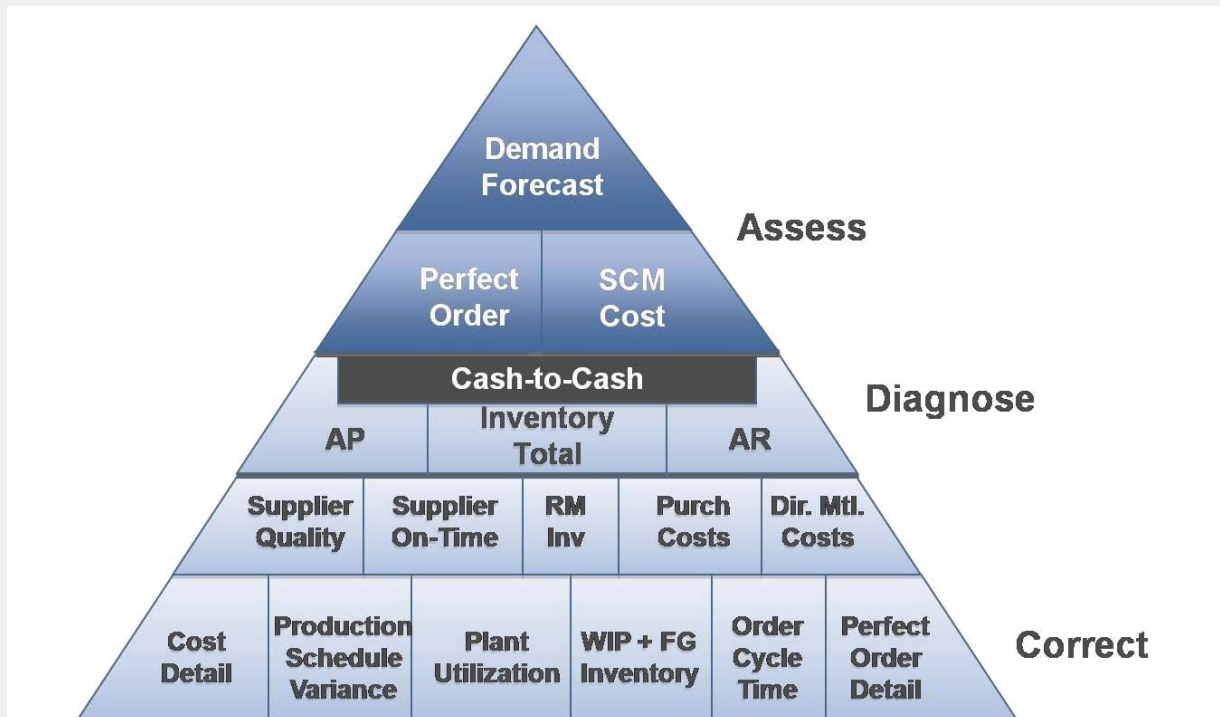 Demand
Forecast
Assess
Perfect
Order
SCM
Cost
Cash-to-Cash
Diagnose
AP
Inventory
Total
AR
Supplier
Quality
Supplier
On-Time
RM
Inv
Purch
Costs
Dir. Mtl.
Costs
Cost
Detail
Production
Schedule
Variance
Plant
Utilization
WIP + FG
Inventory
Order
Cycle
Time
Perfect
Order
Detail
Correct